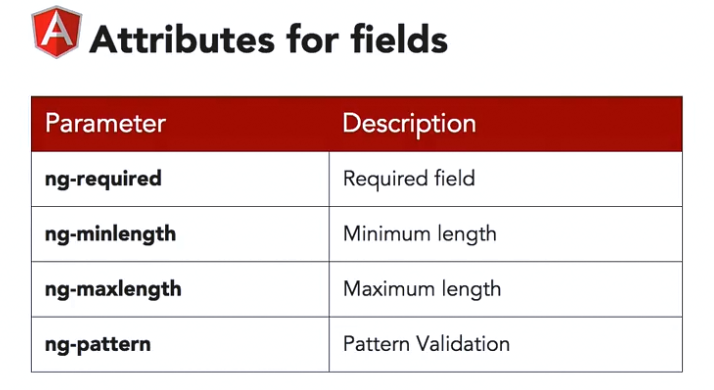 Attributes for fields
Parameter Description
ng-required Required field
ng-minlength Minimum length
ng-maxlength Maximum length
ng-pattern Pattern Validation